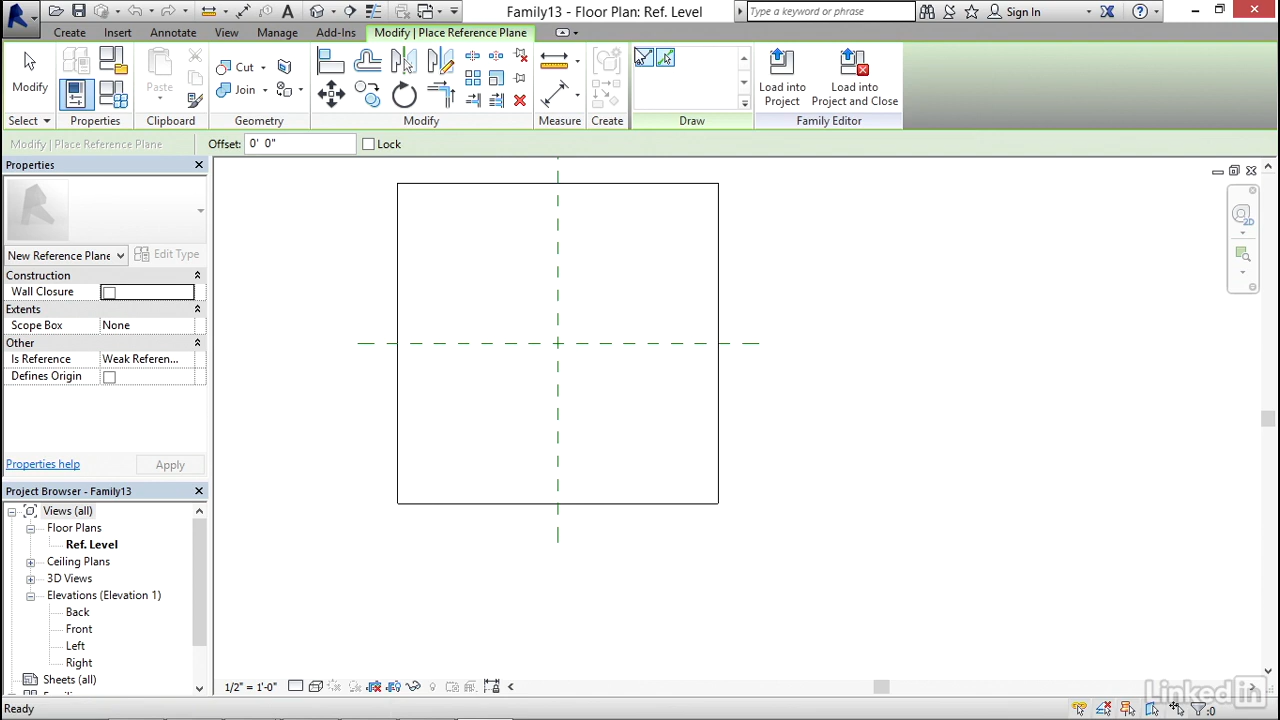 Family13 - Floor Plan: Ref. Level
Type a keyword or phrase
Sign In
Create
Insert
Annotate
View
Manage
Add-Ins
Modify | Place Reference Plane
Modify
Paste
Cut
Join
Load into
Project
Load into
Project and Close
Select
Properties
Clipboard
Geometry
Modify
Measure
Create
Draw
Family Editor
Modify | Place Reference Plane
Offset:
0' 0"
Lock
Properties
New Reference Plane
Edit Type
Construction
Wall Closure
Extents
Scope Box
None
Other
Is Reference
Weak Referen...
Defines Origin
Properties help
Apply
Project Browser - Family13
Views (all)
Floor Plans
Ref. Level
Ceiling Plans
3D Views
Elevations (Elevation 1)
Back
Front
Left
Right
Sheets (all)
2D
1/2" = 1'-0"
Ready
:0
Linked in